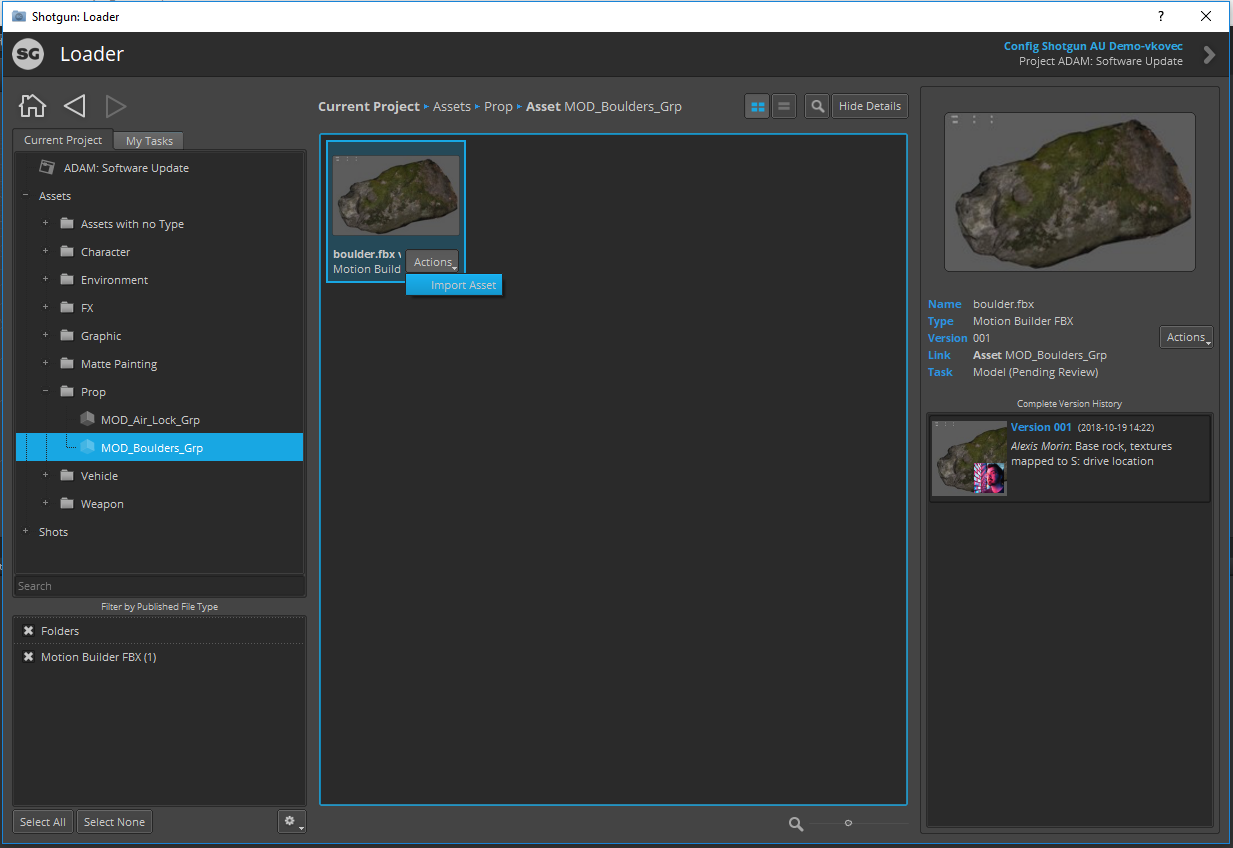 Shotgun: Loader
?
SG
Loader
Config Shotgun AU Demo-vkovec
Project ADAM: Software Update
Current Project
My Tasks
ADAM: Software Update
Assets
Assets with no Type
Character
Environment
FX
Graphic
Matte Painting
Prop
MOD_Air_Lock_Grp
MOD_Boulders_Grp
Vehicle
Weapon
Shots
Search
Filter by Published File Type
Folders
Motion Builder FBX (1)
Select All
Select None
Current Project ▸ Assets ▸ Prop ▸ Asset MOD_Boulders_Grp
Hide Details
boulder.fbx v
Motion Build
Actions
Import Asset
Name boulder.fbx
Type Motion Builder FBX
Version 001
Link Asset MOD_Boulders_Grp
Task Model (Pending Review)
Actions
Complete Version History
Version 001 (2018-10-19 14:22)
Alexis Morin: Base rock, textures
mapped to S: drive location